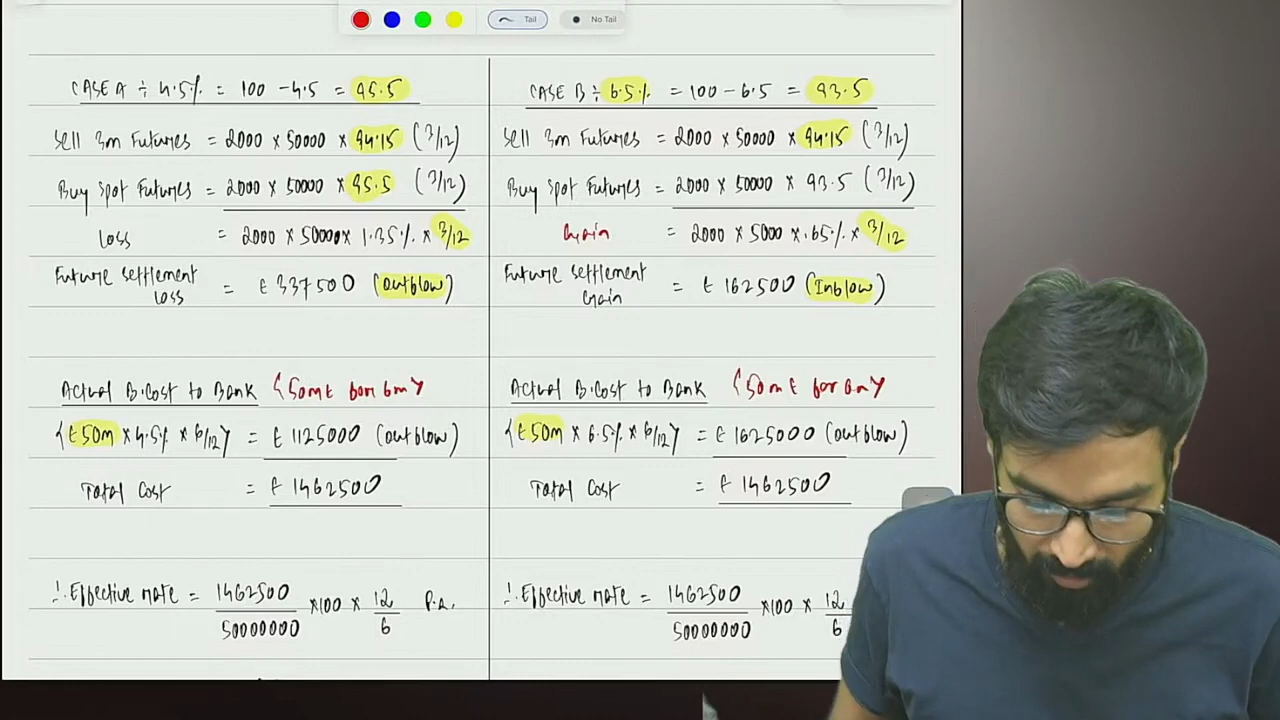 Tail
No Tail
CASE A ÷ 4.5% = 100 - 4.5 = 95.5
Sell 3m Futures = 2000 × 50000 × 94.15 (3/12)
Buy Spot Futures = 2000 × 50000 × 95.5 (3/12)
Loss = 2000 × 50000 × 1.35% × 3/12
Future Settlement Loss = £ 337500 (Outflow)
Actual B.Cost to Bank {50m£ for 6m}
{£50m × 4.5% × 6/12} = £ 1125000 (Outflow)
Total Cost = £ 1462500
∴ Effective Rate = 1462500 / 50000000 × 100 × 12/6 P.A.
CASE B ÷ 6.5% = 100 - 6.5 = 93.5
Sell 3m Futures = 2000 × 50000 × 94.15 (3/12)
Buy Spot Futures = 2000 × 50000 × 93.5 (3/12)
Gain = 2000 × 5000 × .65% × 3/12
Future Settlement Gain = £ 162500 (Inflow)
Actual B.Cost to Bank {50m£ for 6m}
{£50m × 6.5% × 6/12} = £ 1625000 (outflow)
Total Cost = £ 1462500
∴ Effective Rate = 1462500 / 50000000 × 100 × 12/6